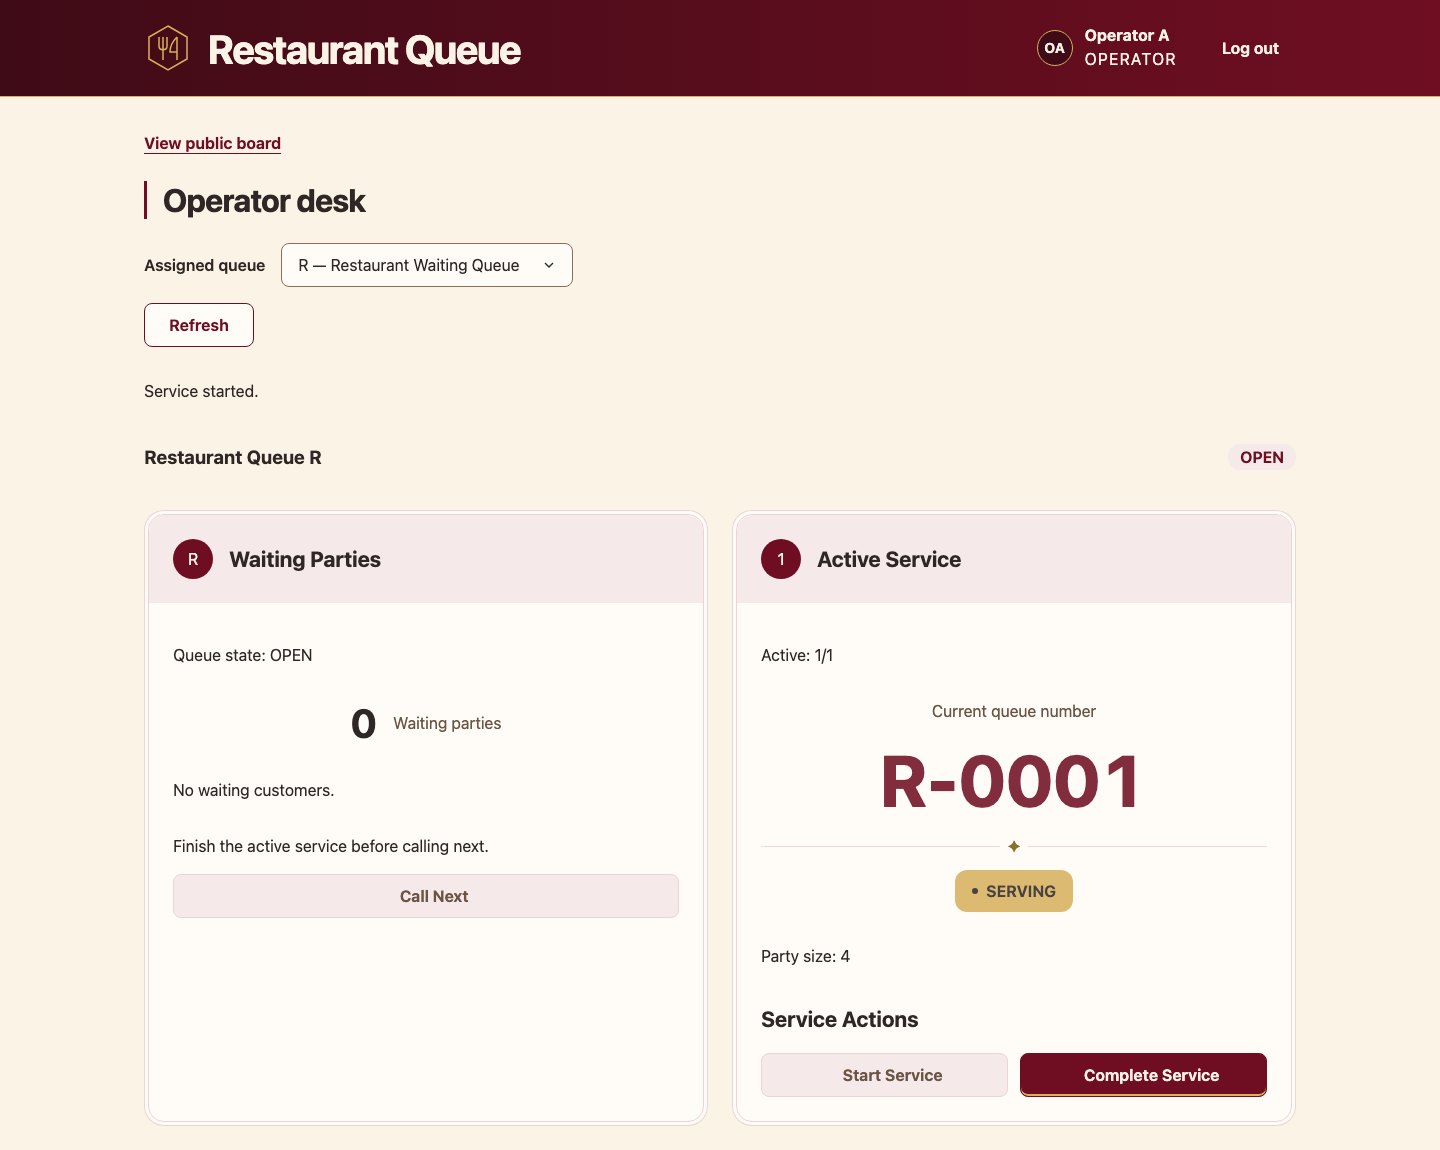 Restaurant Queue
OA
Operator A
OPERATOR
Log out
View public board
Operator desk
Assigned queue
R — Restaurant Waiting Queue
Refresh
Service started.
Restaurant Queue R
OPEN
R
Waiting Parties
Queue state: OPEN
0 Waiting parties
No waiting customers.
Finish the active service before calling next.
Call Next
1
Active Service
Active: 1/1
Current queue number
R-0001
• SERVING
Party size: 4
Service Actions
Start Service
Complete Service